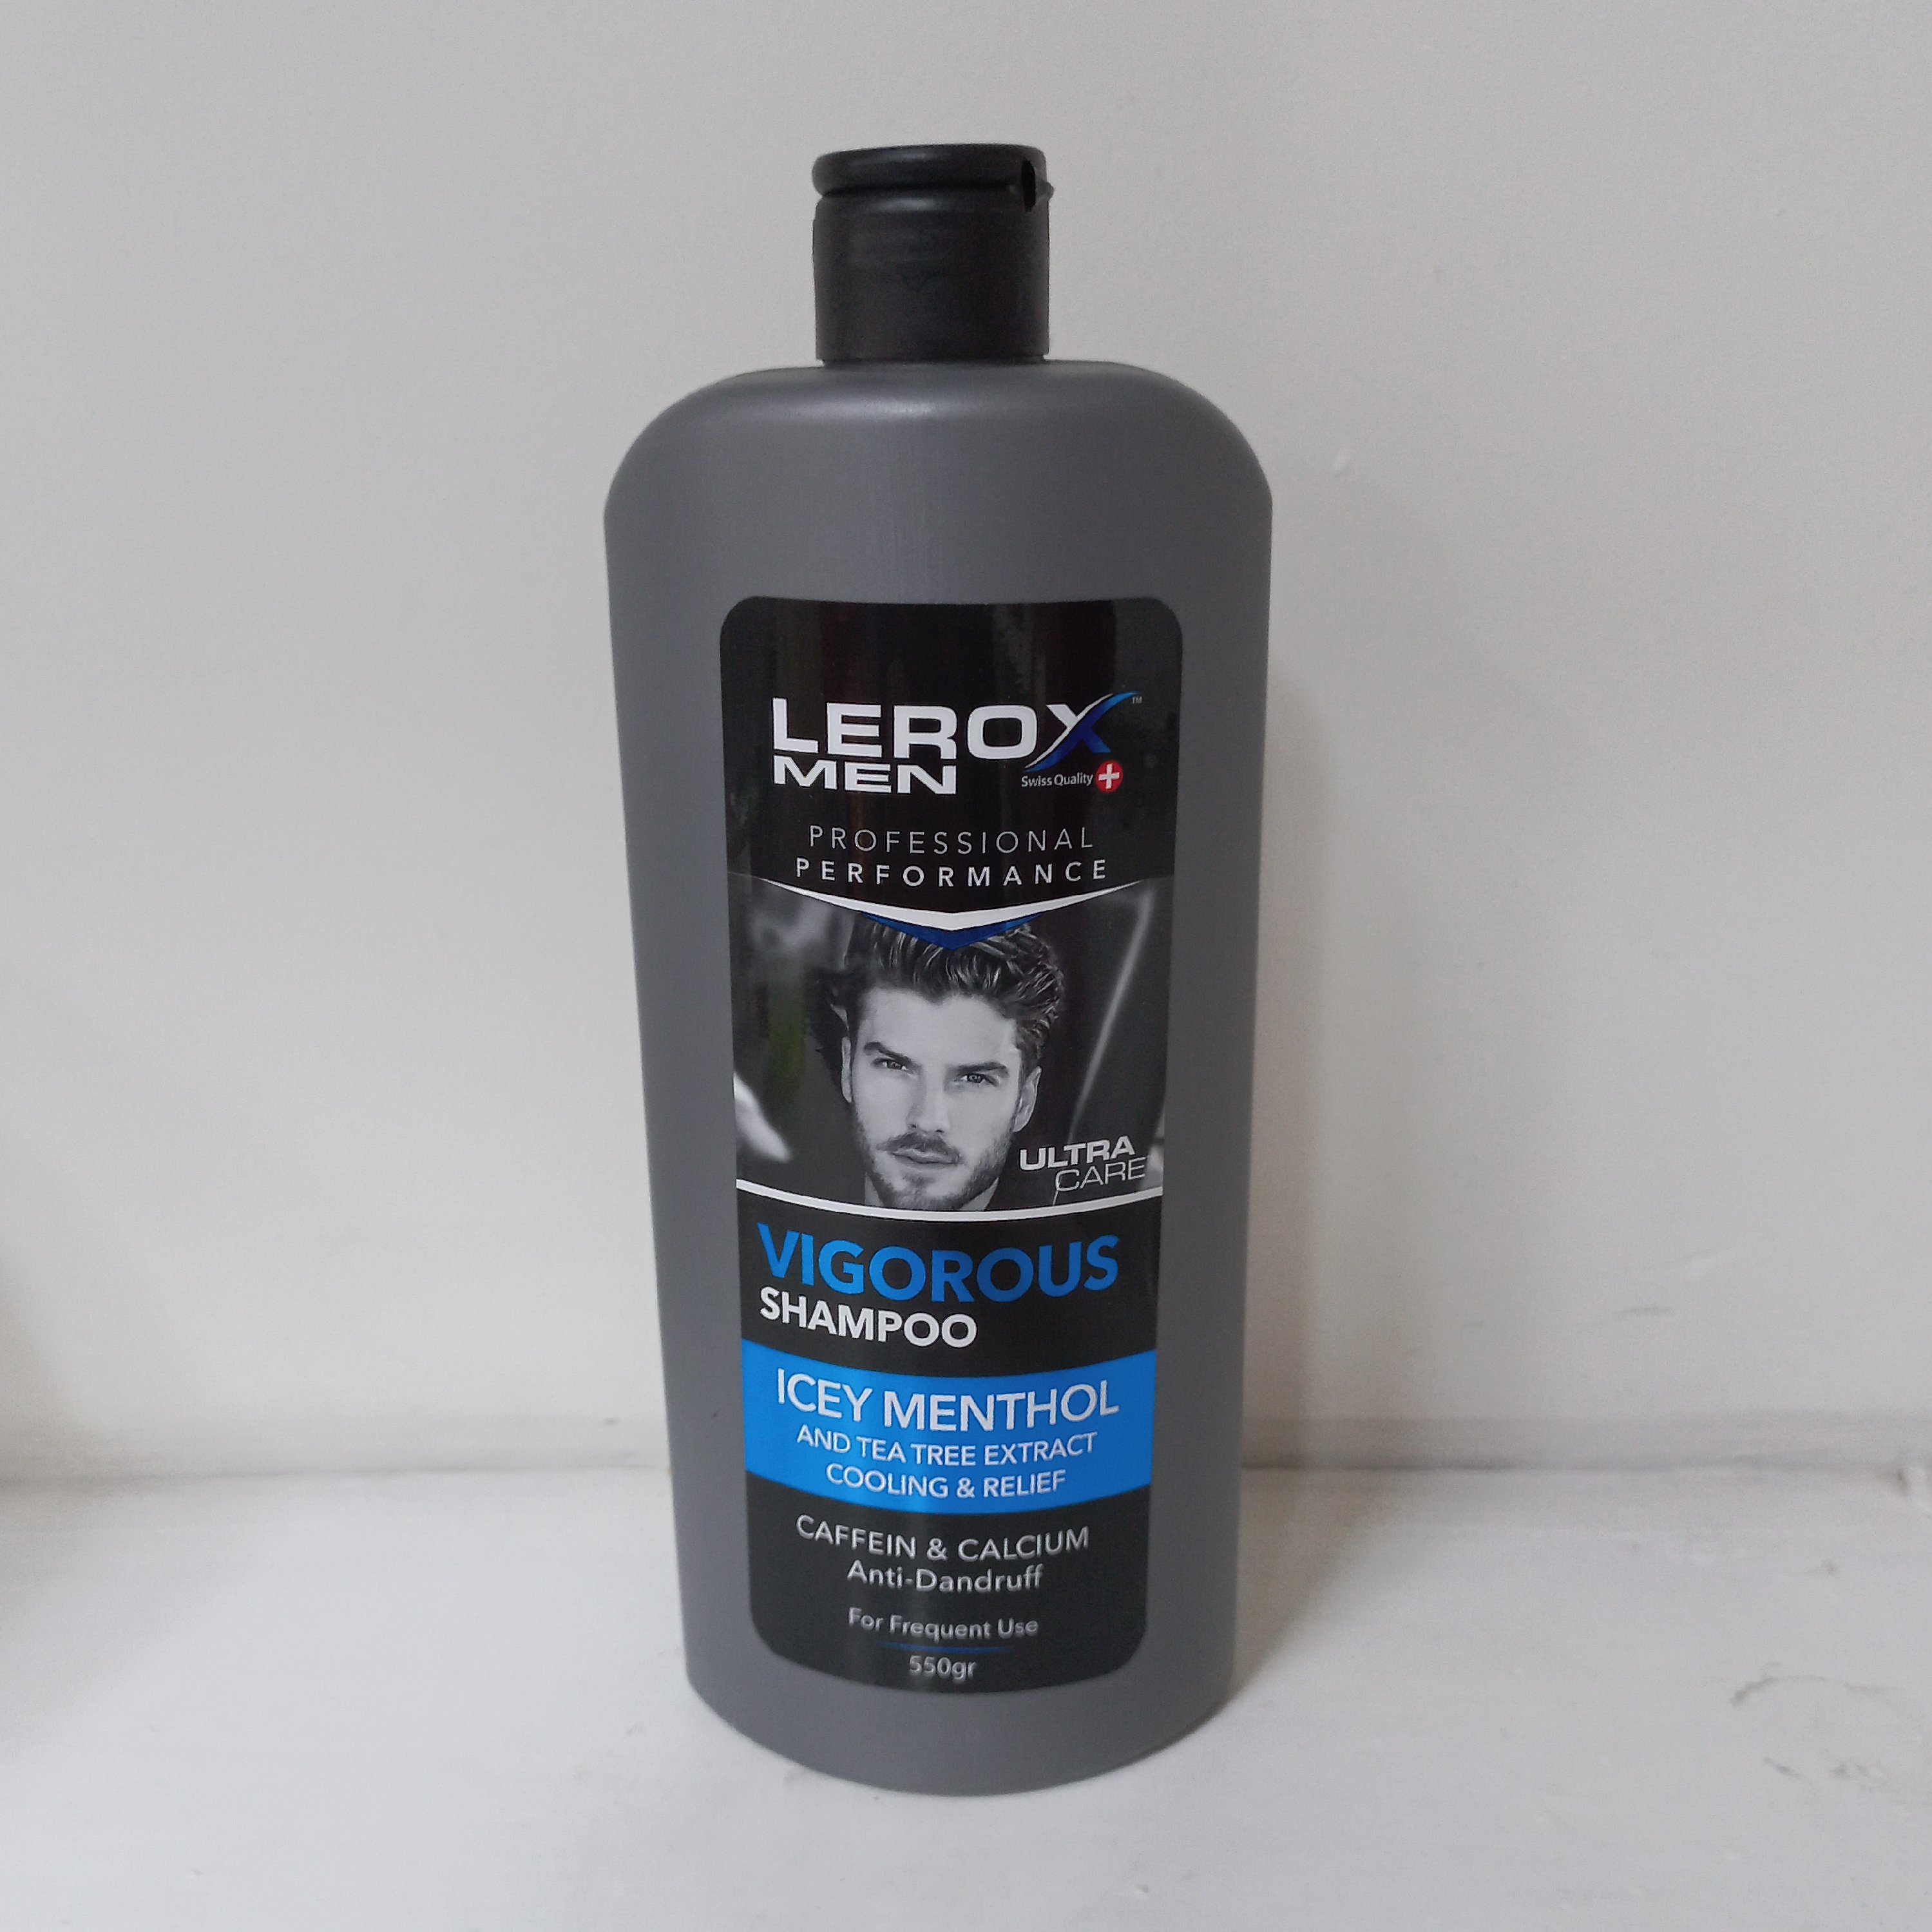 LEROX™
MEN
Swiss Quality
PROFESSIONAL
PERFORMANCE
ULTRA
CARE
VIGOROUS
SHAMPOO
ICEY MENTHOL
AND TEA TREE EXTRACT
COOLING & RELIEF
CAFFEIN & CALCIUM
Anti-Dandruff
For Frequent Use
550gr